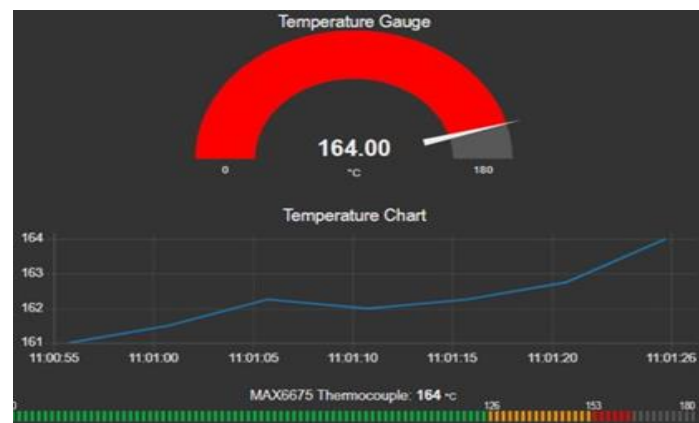 Temperature Gauge
164.00
°C
0 180
Temperature Chart
164
163
162
161
11:00:55 11:01:00 11:01:05 11:01:10 11:01:15 11:01:20 11:01:26
MAX6675 Thermocouple: 164 °C
0 126 153 180